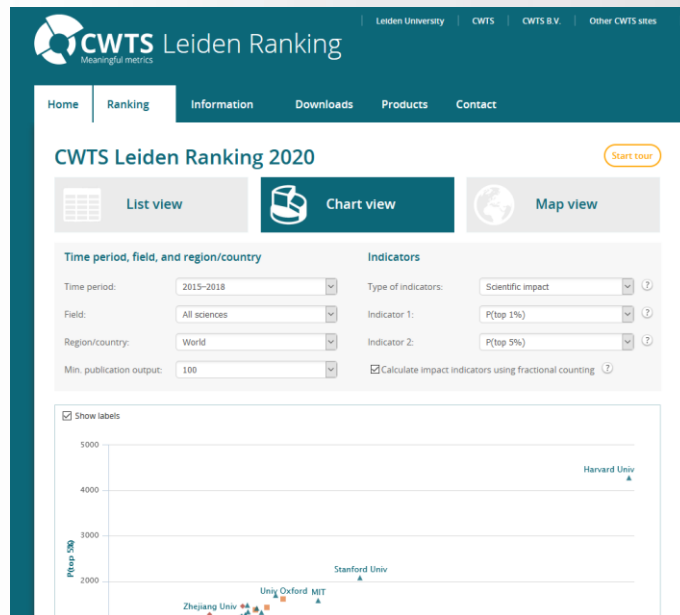 Leiden University CWTS CWTS B.V. Other CWTS sites
CWTS Leiden Ranking
Meaningful metrics
Home Ranking Information Downloads Products Contact
CWTS Leiden Ranking 2020
Start tour
List view Chart view Map view
Time period, field, and region/country
Time period: 2015–2018
Field: All sciences
Region/country: World
Min. publication output: 100
Indicators
Type of indicators: Scientific impact ?
Indicator 1: P(top 1%) ?
Indicator 2: P(top 5%) ?
Calculate impact indicators using fractional counting ?
Show labels
5000
Harvard Univ
4000
3000
P(top 5%)
Stanford Univ
2000
Univ Oxford MIT
Zhejiang Univ